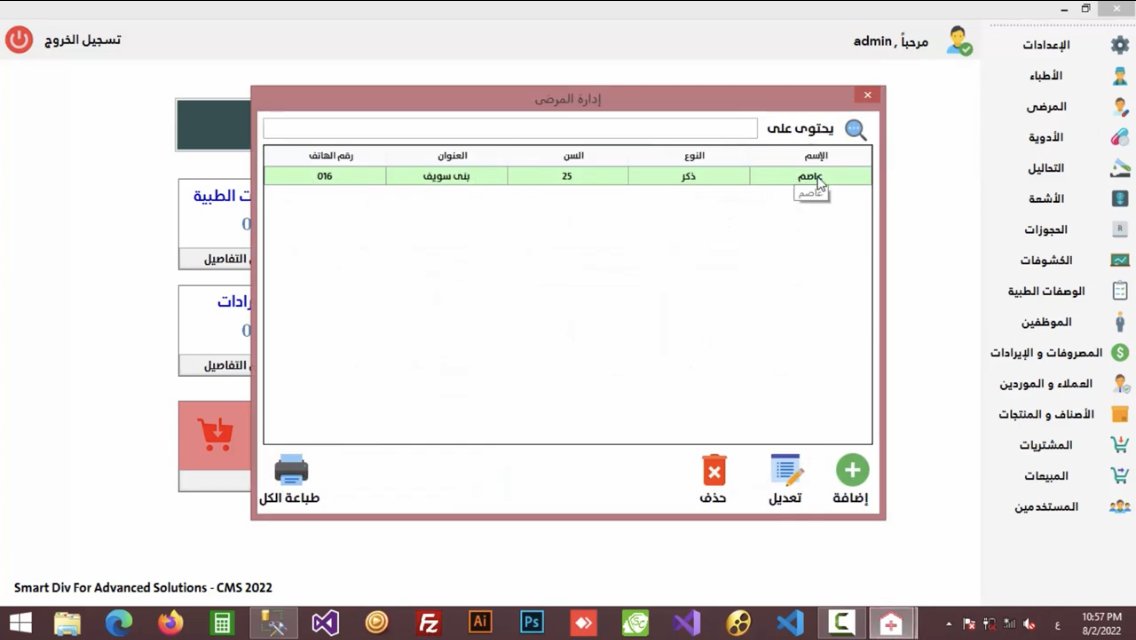 تسجيل الخروج
مرحباً , admin
الإعدادات
الأطباء
المرضى
الأدوية
التحاليل
الأشعة
الحجوزات
الكشوفات
الوصفات الطبية
الموظفين
المصروفات و الإيرادات
العملاء و الموردين
الأصناف و المنتجات
المشتريات
المبيعات
المستخدمين
إدارة المرضى
يحتوى على
الإسم النوع السن العنوان رقم الهاتف
عاصم ذكر 25 بنى سويف 016
عاصم
إضافة
تعديل
حذف
طباعة الكل
ت الطبية
0
التفاصيل
رادات
0
التفاصيل
Smart Div For Advanced Solutions - CMS 2022
Ai
Ps
ع
10:57 PM
8/2/2022